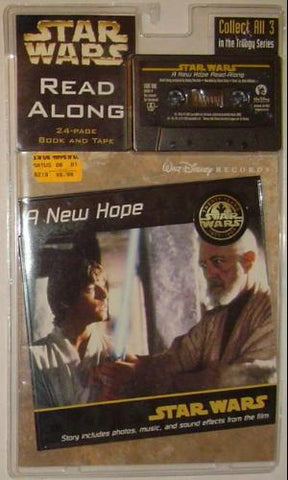 STAR
WARS
READ
ALONG
24-PAGE
BOOK AND TAPE
Collect All 3
in the Trilogy Series
STAR WARS
A New Hope Read-Along
SIDE ONE
WALT DISNEY RECORDS
A New Hope
STAR
WARS
STAR WARS
Story includes photos, music, and sound effects from the film